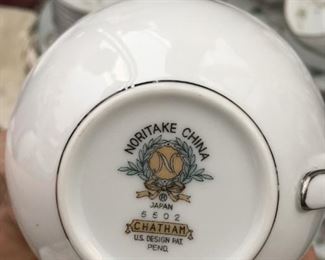 NORITAKE CHINA
N
®
JAPAN
5502
CHATHAM
U.S. DESIGN PAT.
PEND.